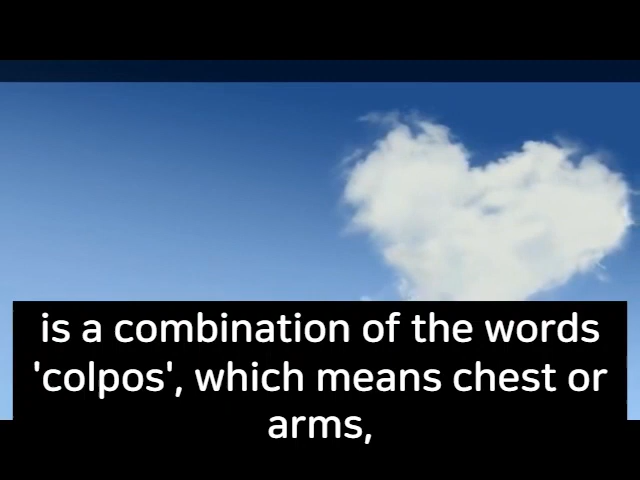 is a combination of the words
'colpos', which means chest or
arms,